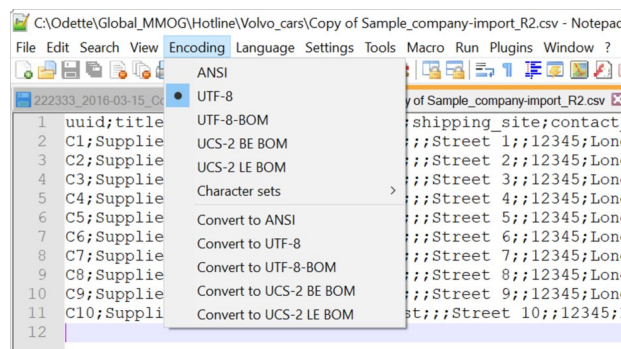 C:\Odette\Global_MMOG\Hotline\Volvo_cars\Copy of Sample_company-import_R2.csv - Notepad
File Edit Search View Encoding Language Settings Tools Macro Run Plugins Window ?
222333_2016-03-15_Co y of Sample_company-import_R2.csv
ANSI
UTF-8
UTF-8-BOM
UCS-2 BE BOM
UCS-2 LE BOM
Character sets
Convert to ANSI
Convert to UTF-8
Convert to UTF-8-BOM
Convert to UCS-2 BE BOM
Convert to UCS-2 LE BOM
1 uuid;title ;shipping_site;contact_
2 C1;Supplie ;;;Street 1;;12345;Lon
3 C2;Supplie ;;;Street 2;;12345;Lon
4 C3;Supplie ;;;Street 3;;12345;Lon
5 C4;Supplie ;;;Street 4;;12345;Lon
6 C5;Supplie ;;;Street 5;;12345;Lon
7 C6;Supplie ;;;Street 6;;12345;Lon
8 C7;Supplie ;;;Street 7;;12345;Lon
9 C8;Supplie ;;;Street 8;;12345;Lon
10 C9;Supplie ;;;Street 9;;12345;Lon
11 C10;Suppli st;;;Street 10;;12345;
12